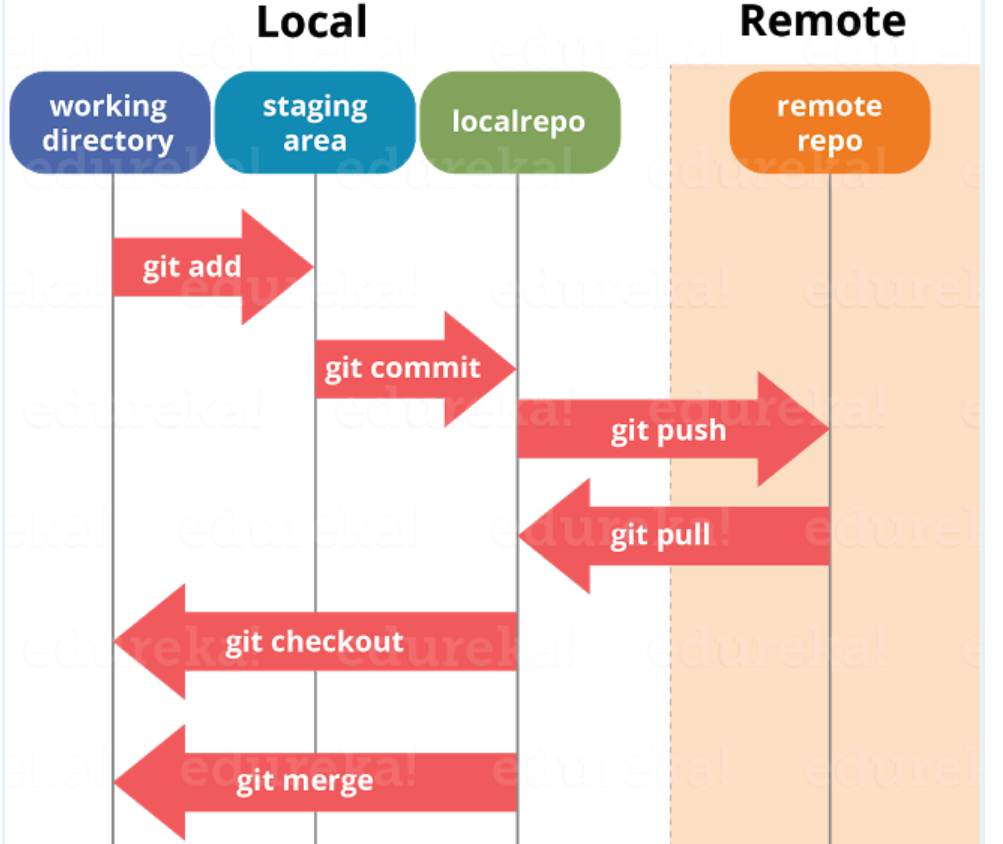 Local
Remote
working
directory
staging
area
localrepo
remote
repo
git add
git commit
git push
git pull
git checkout
git merge
edureka!